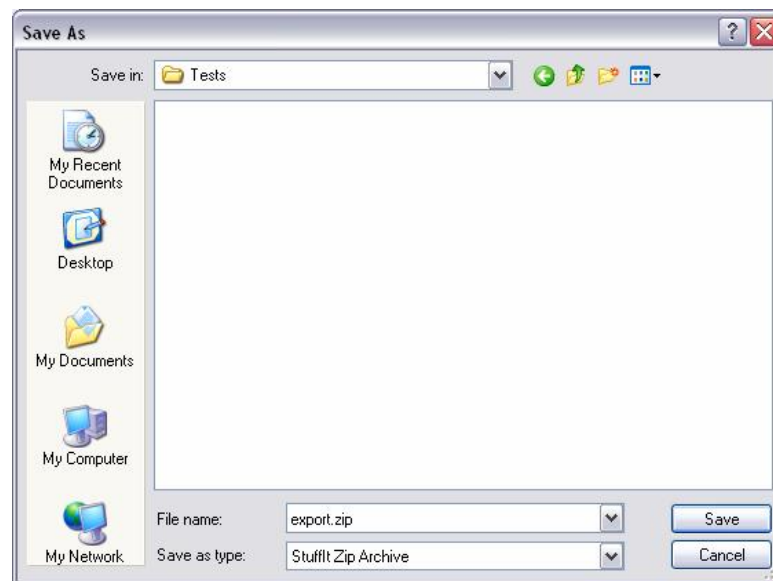 Save As
Save in:
Tests
My Recent
Documents
Desktop
My Documents
My Computer
My Network
File name:
export.zip
Save
Save as type:
StuffIt Zip Archive
Cancel